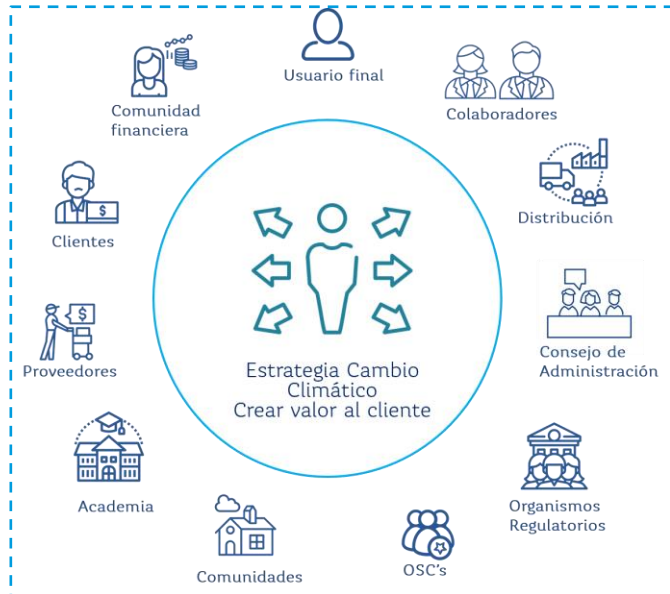 Usuario final
Colaboradores
Distribución
Consejo de
Administración
Organismos
Regulatorios
OSC's
Comunidades
Academia
Proveedores
$
Clientes
$
Comunidad
financiera
Estrategia Cambio
Climático
Crear valor al cliente